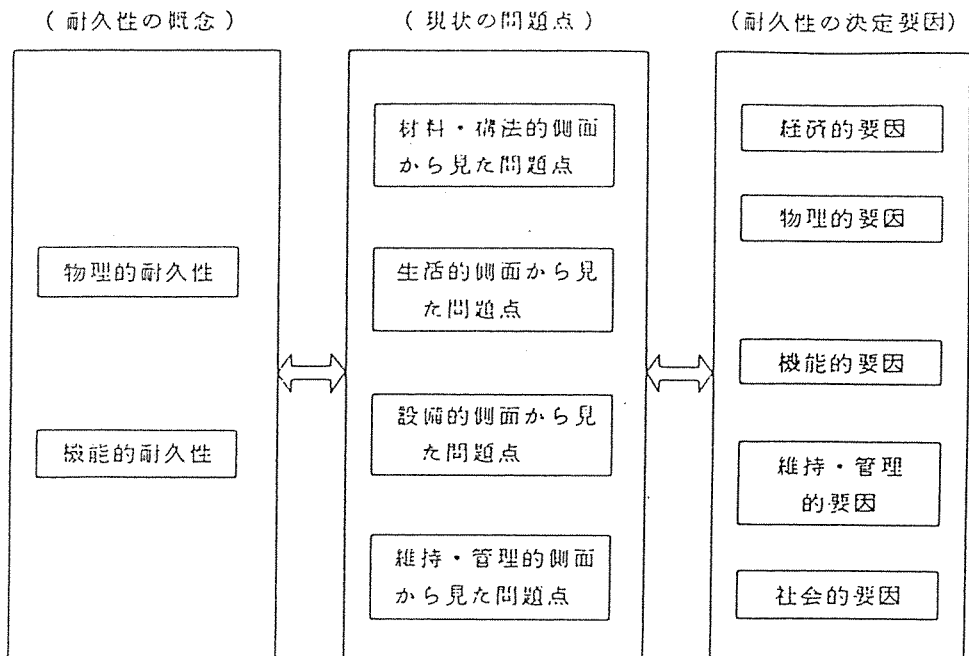 (耐久性の概念)
(現状の問題点)
(耐久性の決定要因)
物理的耐久性
機能的耐久性
材料・構法的側面
から見た問題点
生活的側面から見
た問題点
設備的側面から見
た問題点
維持・管理的側面
から見た問題点
経済的要因
物理的要因
機能的要因
維持・管理
的要因
社会的要因